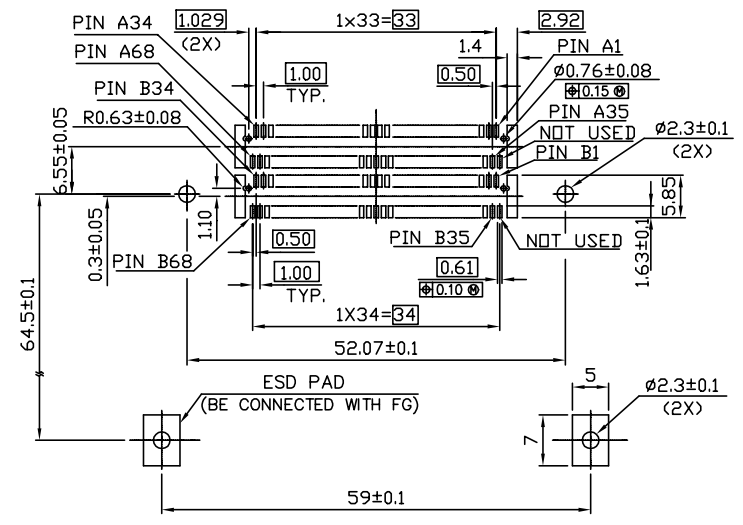 PIN A34
1.029
(2X)
1x33=33
2.92
PIN A68
1.4
PIN A1
1.00
TYP.
0.50
Ø0.76±0.08
⌖ 0.15 Ⓜ
PIN B34
PIN A35
R0.63±0.08
NOT USED
Ø2.3±0.1
(2X)
PIN B1
6.55±0.05
5.85
1.10
0.3±0.05
0.50
PIN B35
NOT USED
1.63±0.1
PIN B68
1.00
TYP.
0.61
⌖ 0.10 Ⓜ
1X34=34
64.5±0.1
52.07±0.1
ESD PAD
(BE CONNECTED WITH FG)
5
Ø2.3±0.1
(2X)
7
59±0.1